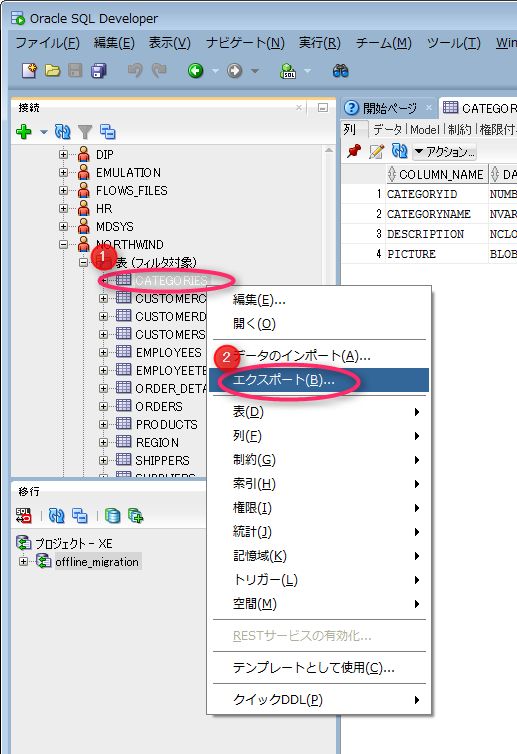 Oracle SQL Developer
ファイル(F) 編集(E) 表示(V) ナビゲート(N) 実行(R) チーム(M) ツール(T) Win
接続
DIP
EMULATION
FLOWS_FILES
HR
MDSYS
NORTHWIND
1
表 (フィルタ対象)
CATEGORIES
CUSTOMERC
CUSTOMERD
CUSTOMERS
EMPLOYEES
EMPLOYEETE
ORDER_DETA
ORDERS
PRODUCTS
REGION
SHIPPERS
SUPPLIERS
開始ページ CATEGOR
列 データ Model 制約 権限付
アクション...
COLUMN_NAME DA
1 CATEGORYID NUMB
2 CATEGORYNAME NVAR
3 DESCRIPTION NCLO
4 PICTURE BLOB
編集(E)...
開く(O)
2
データのインポート(A)...
エクスポート(B)...
表(D)
列(F)
制約(G)
索引(H)
権限(I)
統計(J)
記憶域(K)
トリガー(L)
空間(M)
RESTサービスの有効化...
テンプレートとして使用(C)...
クイックDDL(P)
移行
プロジェクト - XE
offline_migration